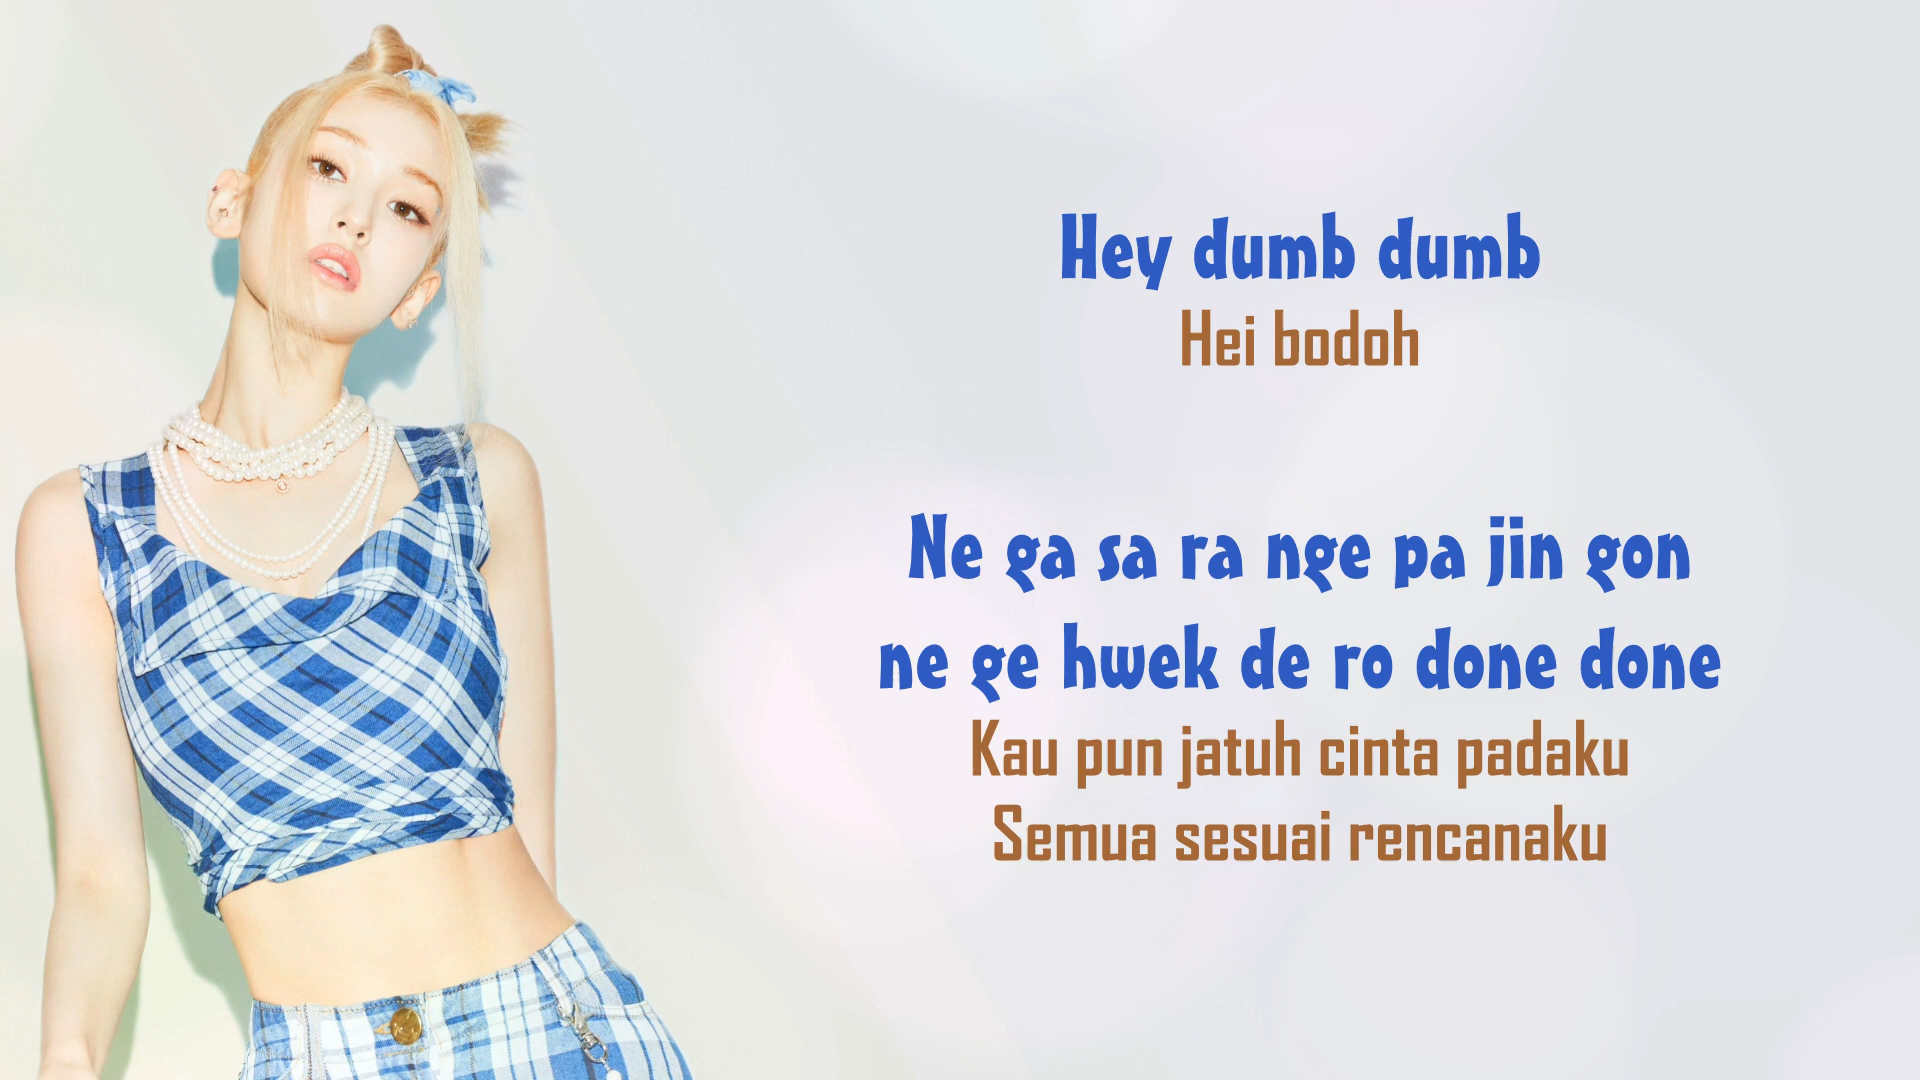 Hey dumb dumb
Hei bodoh
Ne ga sa ra nge pa jin gon
ne ge hwek de ro done done
Kau pun jatuh cinta padaku
Semua sesuai rencanaku